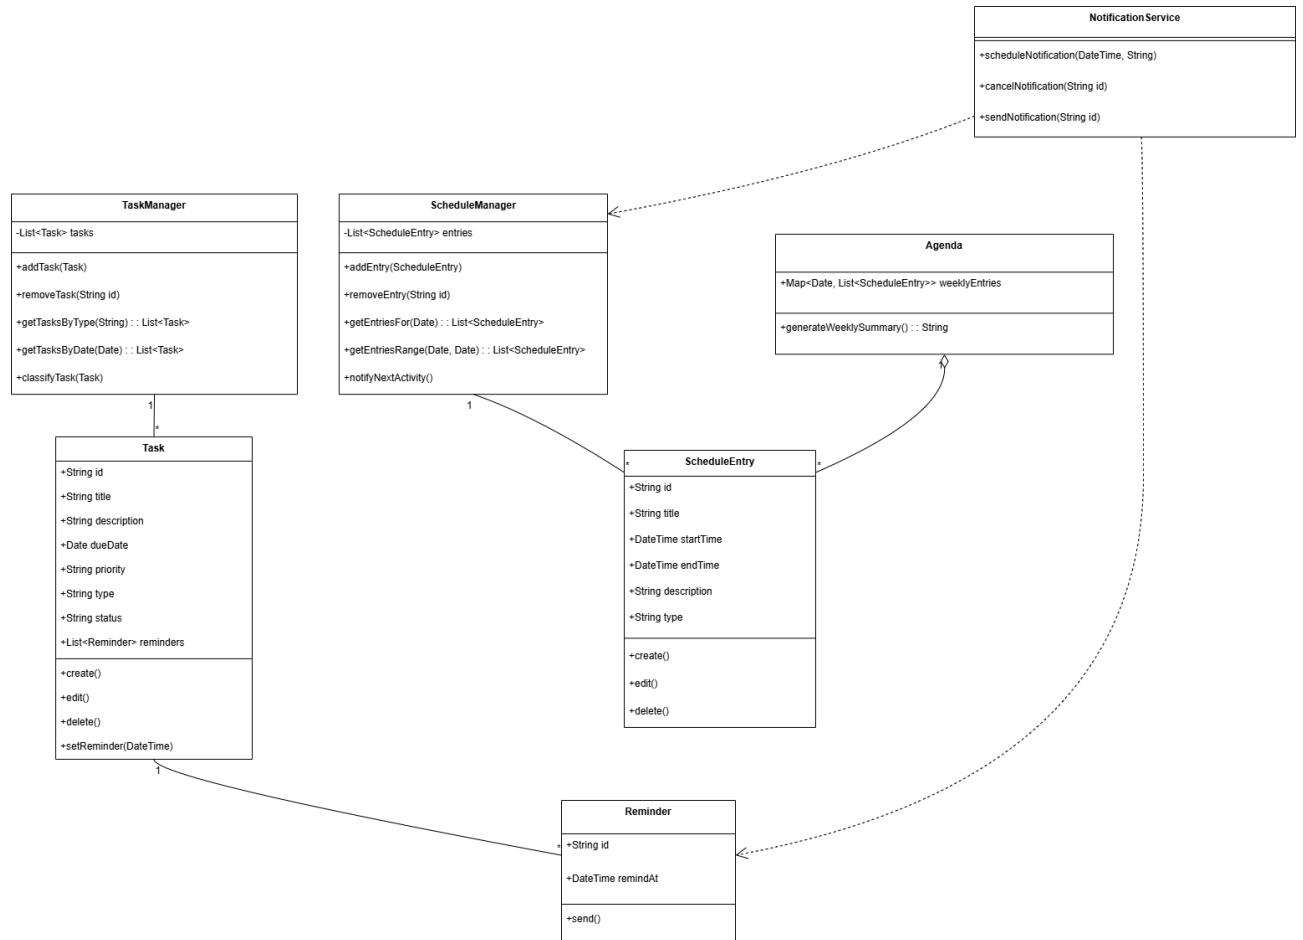 NotificationService
+scheduleNotification(DateTime, String)
+cancelNotification(String id)
+sendNotification(String id)
TaskManager
-List<Task> tasks
+addTask(Task)
+removeTask(String id)
+getTasksByType(String) : : List<Task>
+getTasksByDate(Date) : : List<Task>
+classifyTask(Task)
1
*
ScheduleManager
-List<ScheduleEntry> entries
+addEntry(ScheduleEntry)
+removeEntry(String id)
+getEntriesFor(Date) : : List<ScheduleEntry>
+getEntriesRange(Date, Date) : : List<ScheduleEntry>
+notifyNextActivity()
1
*
Agenda
+Map<Date, List<ScheduleEntry>> weeklyEntries
+generateWeeklySummary() : : String
1
*
Task
+String id
+String title
+String description
+Date dueDate
+String priority
+String type
+String status
+List<Reminder> reminders
+create()
+edit()
+delete()
+setReminder(DateTime)
1
*
ScheduleEntry
+String id
+String title
+DateTime startTime
+DateTime endTime
+String description
+String type
+create()
+edit()
+delete()
Reminder
+String id
+DateTime remindAt
+send()